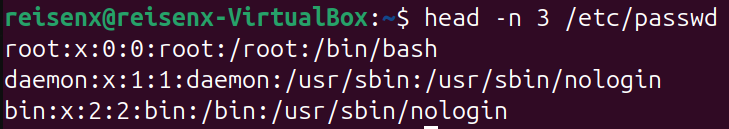 reisenx@reisenx-VirtualBox:~$ head -n 3 /etc/passwd
root:x:0:0:root:/root:/bin/bash
daemon:x:1:1:daemon:/usr/sbin:/usr/sbin/nologin
bin:x:2:2:bin:/bin:/usr/sbin/nologin